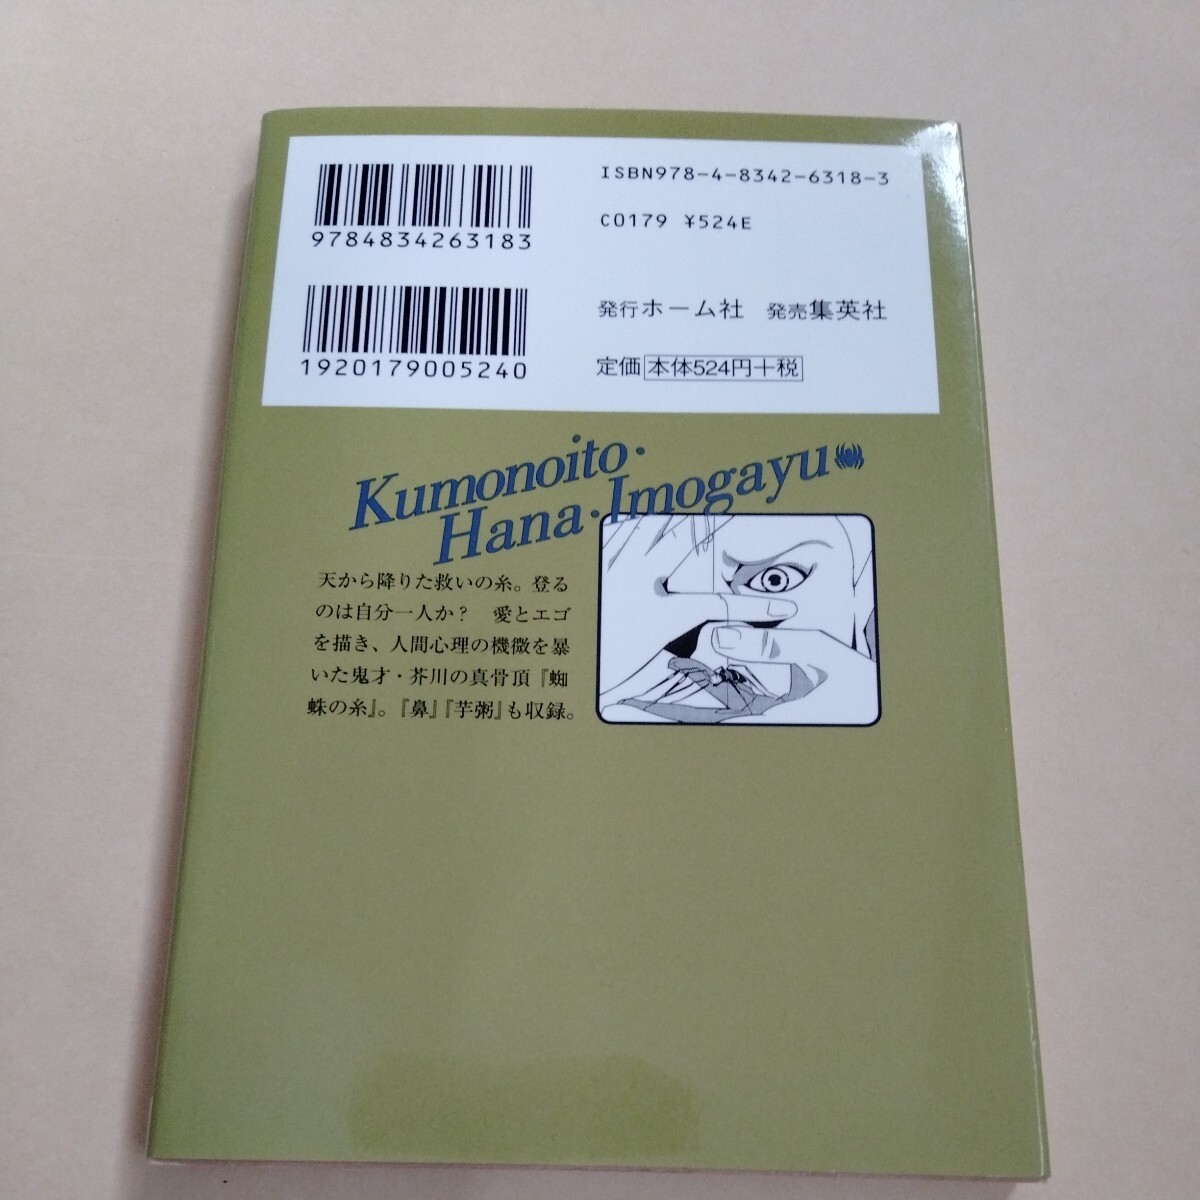 9784834263183
1920179005240
ISBN978-4-8342-6318-3
C0179 ¥524E
発行ホーム社 発売集英社
定価 本体524円＋税
Kumonoito・
Hana・Imogayu
天から降りた救いの糸。登る
のは自分一人か？ 愛とエゴ
を描き、人間心理の機微を暴
いた鬼才・芥川の真骨頂『蜘
蛛の糸』。『鼻』『芋粥』も収録。